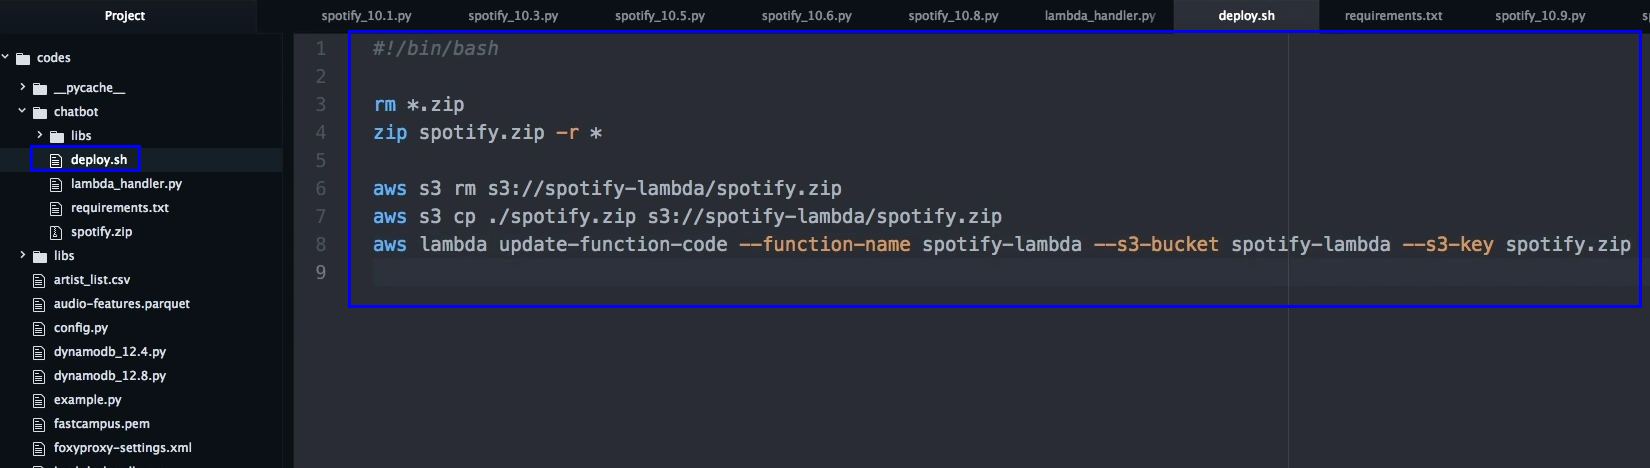 Project
spotify_10.1.py
spotify_10.3.py
spotify_10.5.py
spotify_10.6.py
spotify_10.8.py
lambda_handler.py
deploy.sh
requirements.txt
spotify_10.9.py
codes
__pycache__
chatbot
libs
deploy.sh
lambda_handler.py
requirements.txt
spotify.zip
libs
artist_list.csv
audio-features.parquet
config.py
dynamodb_12.4.py
dynamodb_12.8.py
example.py
fastcampus.pem
foxyproxy-settings.xml
1 #!/bin/bash
2
3 rm *.zip
4 zip spotify.zip -r *
5
6 aws s3 rm s3://spotify-lambda/spotify.zip
7 aws s3 cp ./spotify.zip s3://spotify-lambda/spotify.zip
8 aws lambda update-function-code --function-name spotify-lambda --s3-bucket spotify-lambda --s3-key spotify.zip
9